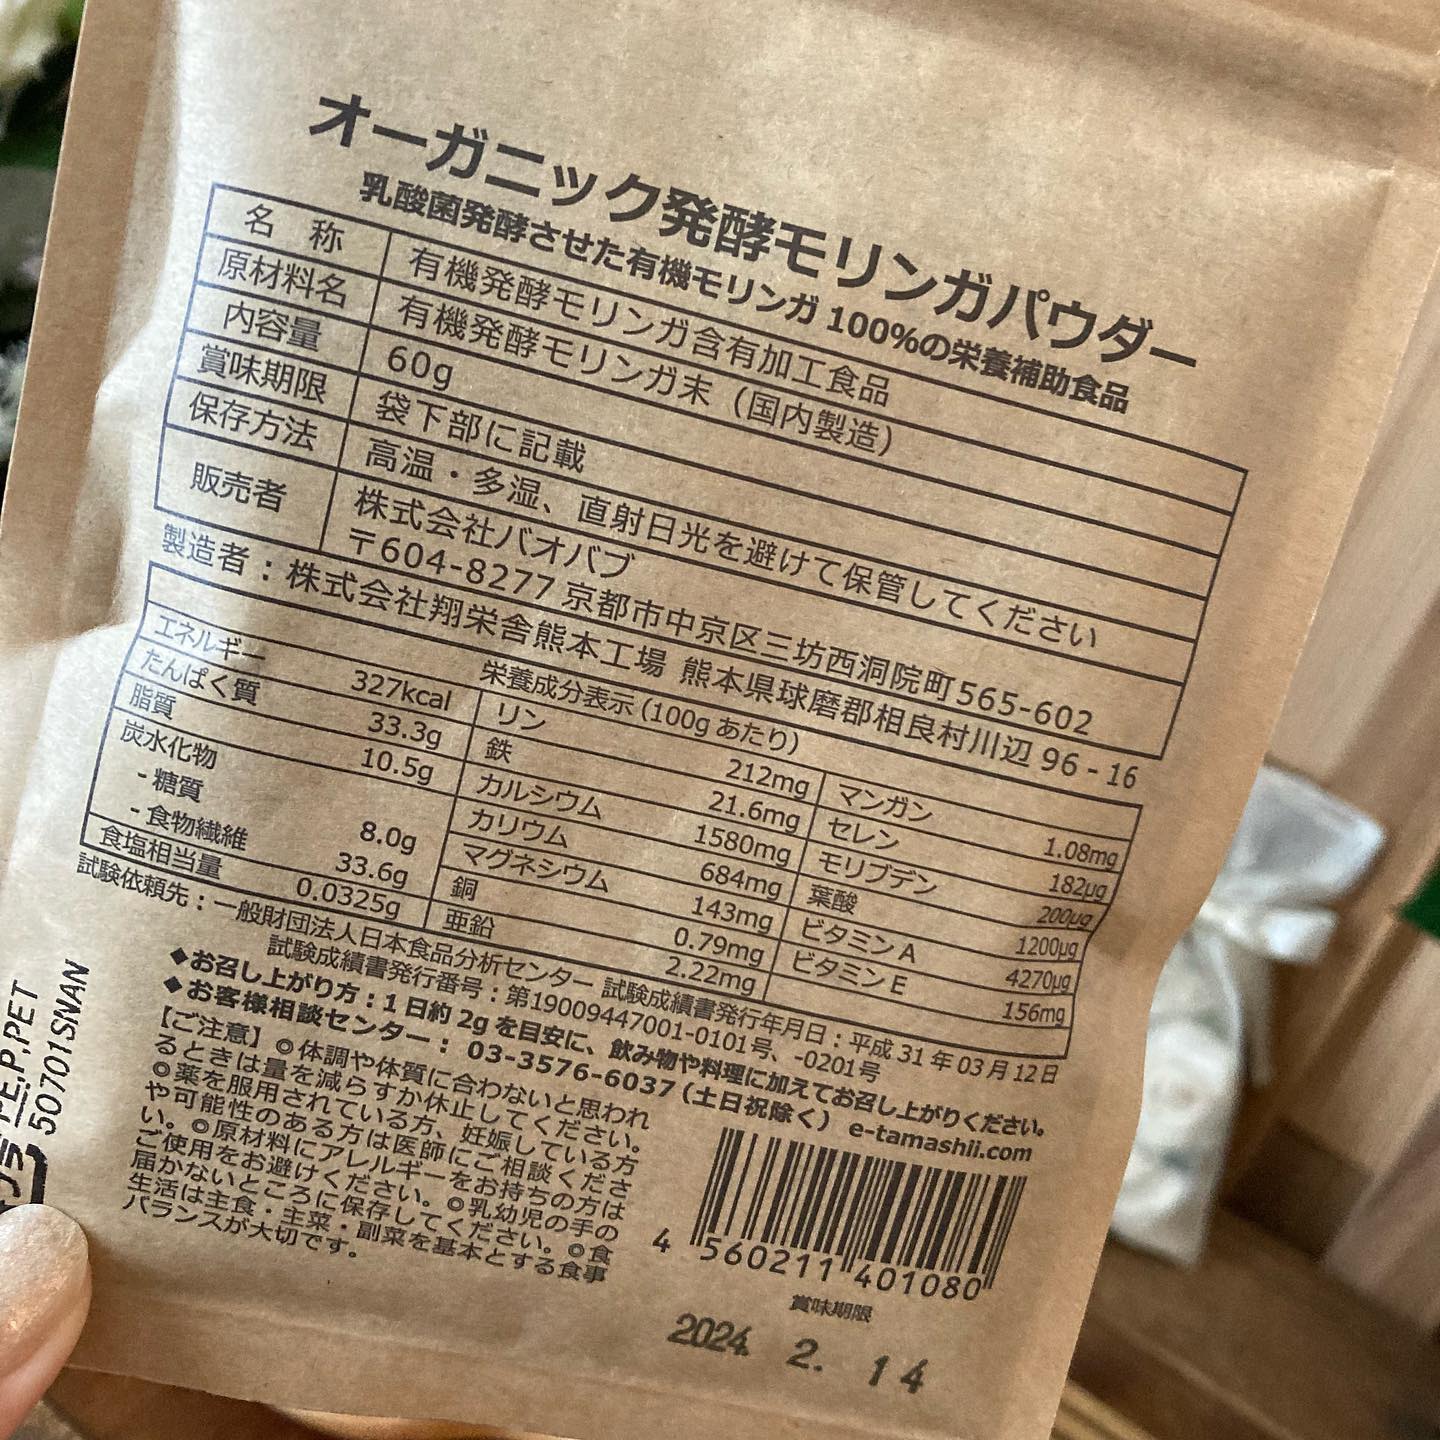 オーガニック発酵モリンガパウダー
乳酸菌発酵させた有機モリンガ 100%の栄養補助食品
名 称 有機発酵モリンガ含有加工食品
原材料名 有機発酵モリンガ末（国内製造）
内容量 60g
賞味期限 袋下部に記載
保存方法 高温・多湿、直射日光を避けて保管してください
販売者 株式会社バオバブ
〒604-8277 京都市中京区三坊西洞院町565-602
製造者：株式会社翔栄舎熊本工場 熊本県球磨郡相良村川辺 96 - 16
栄養成分表示 (100g あたり)
エネルギー 327kcal リン 212mg マンガン 1.08mg
たんぱく質 33.3g 鉄 21.6mg セレン 182μg
脂質 10.5g カルシウム 1580mg モリブデン 200μg
炭水化物 カリウム 684mg 葉酸 1200μg
- 糖質 8.0g マグネシウム 143mg ビタミン A 4270μg
- 食物繊維 33.6g 銅 0.79mg ビタミン E 156mg
食塩相当量 0.0325g 亜鉛 2.22mg
試験依頼先：一般財団法人日本食品分析センター 試験成績書発行年月日：平成 31 年 03 月 12日
試験成績書発行番号：第19009447001-0101号、-0201号
◆お召し上がり方：1 日約 2g を目安に、飲み物や料理に加えてお召し上がりください。
◆お客様相談センター： 03-3576-6037 (土日祝除く) e-tamashii.com
【ご注意】◎体調や体質に合わないと思われ
るときは量を減らすか休止してください。
◎薬を服用されている方、妊娠している方
や可能性のある方は医師にご相談くださ
い。◎原材料にアレルギーをお持ちの方は
ご使用をお避けください。◎乳幼児の手の
届かないところに保存してください。◎食
生活は主食・主菜・副菜を基本とする食事
バランスが大切です。
4 560211 401080
賞味期限
2024. 2. 14
PE,P,PET
50701SNAN